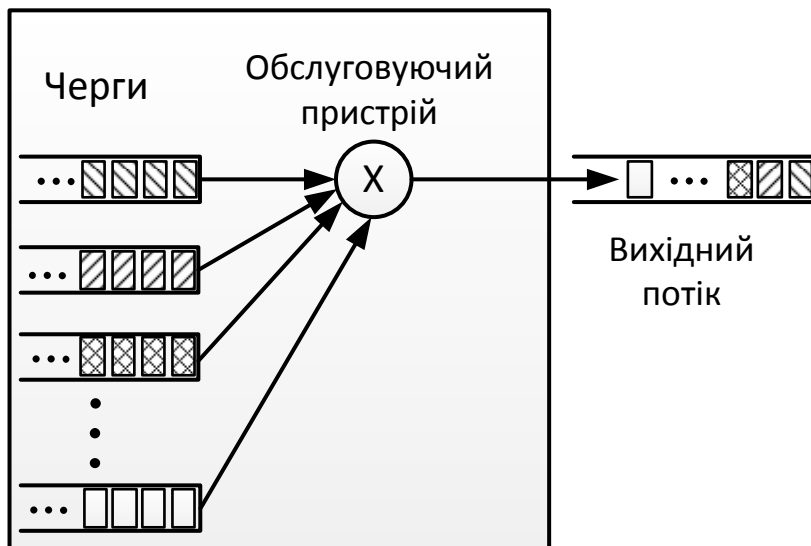 Черги
Обслуговуючий
пристрій
X
Вихідний
потік